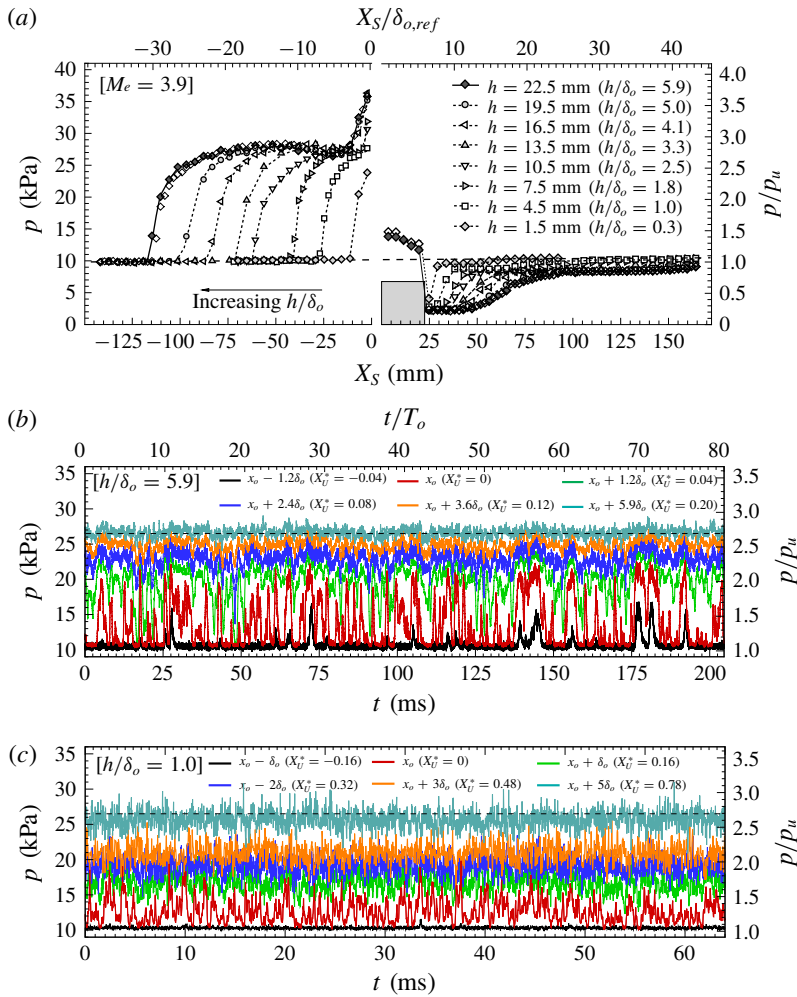 (a)
X_S/δ_{o,ref}
−30 −20 −10 0 10 20 30 40
[M_e = 3.9]
h = 22.5 mm (h/δ_o = 5.9)
h = 19.5 mm (h/δ_o = 5.0)
h = 16.5 mm (h/δ_o = 4.1)
h = 13.5 mm (h/δ_o = 3.3)
h = 10.5 mm (h/δ_o = 2.5)
h = 7.5 mm (h/δ_o = 1.8)
h = 4.5 mm (h/δ_o = 1.0)
h = 1.5 mm (h/δ_o = 0.3)
Increasing h/δ_o
p (kPa)
40
35
30
25
20
15
10
5
0
p/p_u
4.0
3.5
3.0
2.5
2.0
1.5
1.0
0.5
0
−125 −100 −75 −50 −25 0 25 50 75 100 125 150
X_S (mm)
(b)
t/T_o
0 10 20 30 40 50 60 70 80
[h/δ_o = 5.9]
x_o − 1.2δ_o (X_U^* = −0.04) x_o (X_U^* = 0) x_o + 1.2δ_o (X_U^* = 0.04)
x_o + 2.4δ_o (X_U^* = 0.08) x_o + 3.6δ_o (X_U^* = 0.12) x_o + 5.9δ_o (X_U^* = 0.20)
p (kPa)
35
30
25
20
15
10
p/p_u
3.5
3.0
2.5
2.0
1.5
1.0
0 25 50 75 100 125 150 175 200
t (ms)
(c)
[h/δ_o = 1.0]
x_o − δ_o (X_U^* = −0.16) x_o (X_U^* = 0) x_o + δ_o (X_U^* = 0.16)
x_o − 2δ_o (X_U^* = 0.32) x_o + 3δ_o (X_U^* = 0.48) x_o + 5δ_o (X_U^* = 0.78)
p (kPa)
35
30
25
20
15
10
p/p_u
3.5
3.0
2.5
2.0
1.5
1.0
0 10 20 30 40 50 60
t (ms)